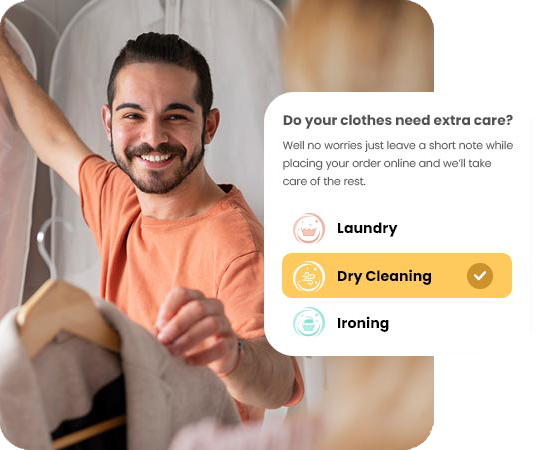 Do your clothes need extra care?
Well no worries just leave a short note while
placing your order online and we'll take
care of the rest.
Laundry
Dry Cleaning
Ironing